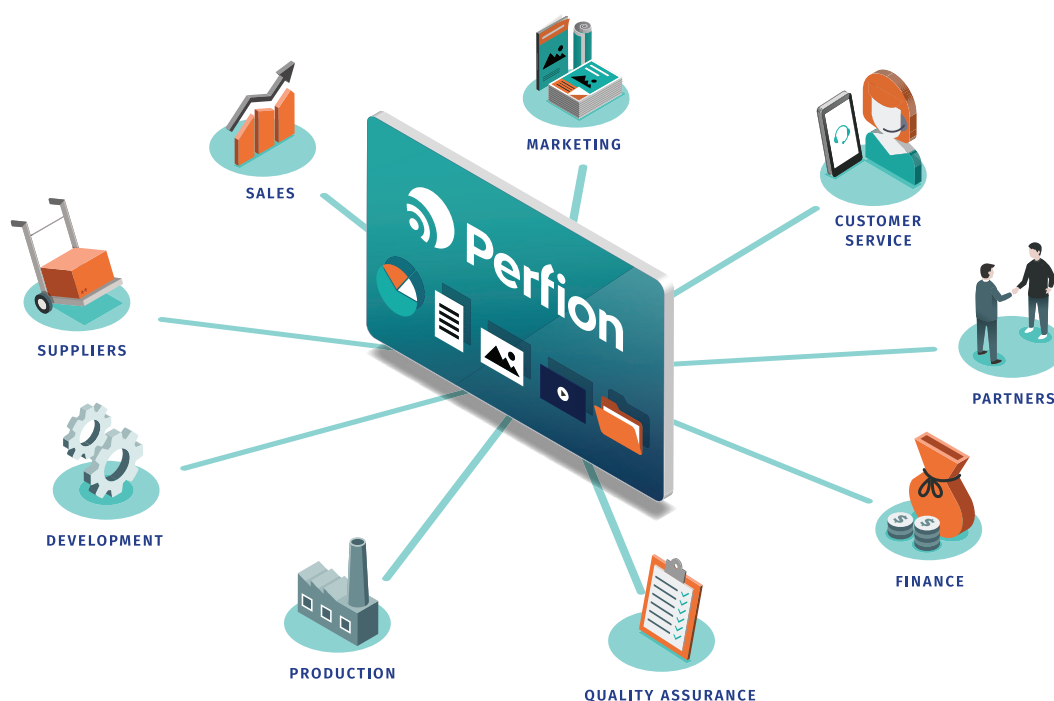 MARKETING
SALES
CUSTOMER
SERVICE
Perfion
SUPPLIERS
PARTNERS
DEVELOPMENT
FINANCE
PRODUCTION
QUALITY ASSURANCE
$
$